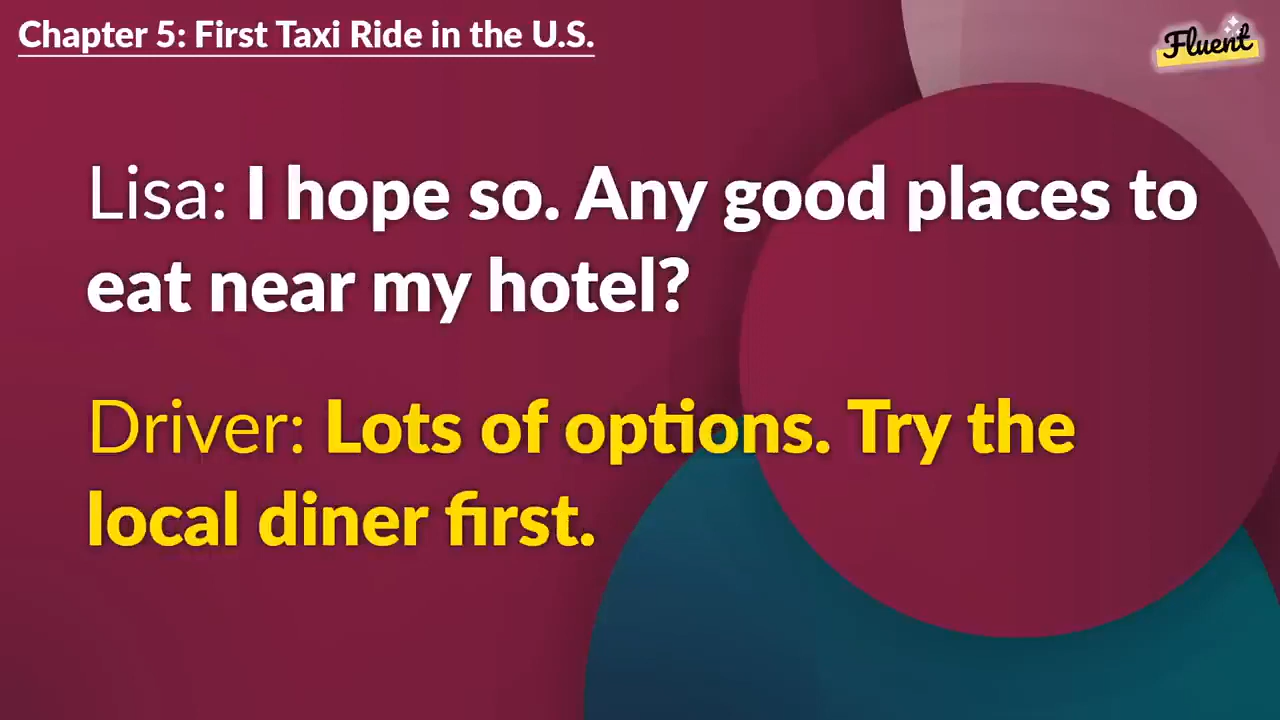 Chapter 5: First Taxi Ride in the U.S.
Fluent
Lisa: I hope so. Any good places to
eat near my hotel?
Driver: Lots of options. Try the
local diner first.